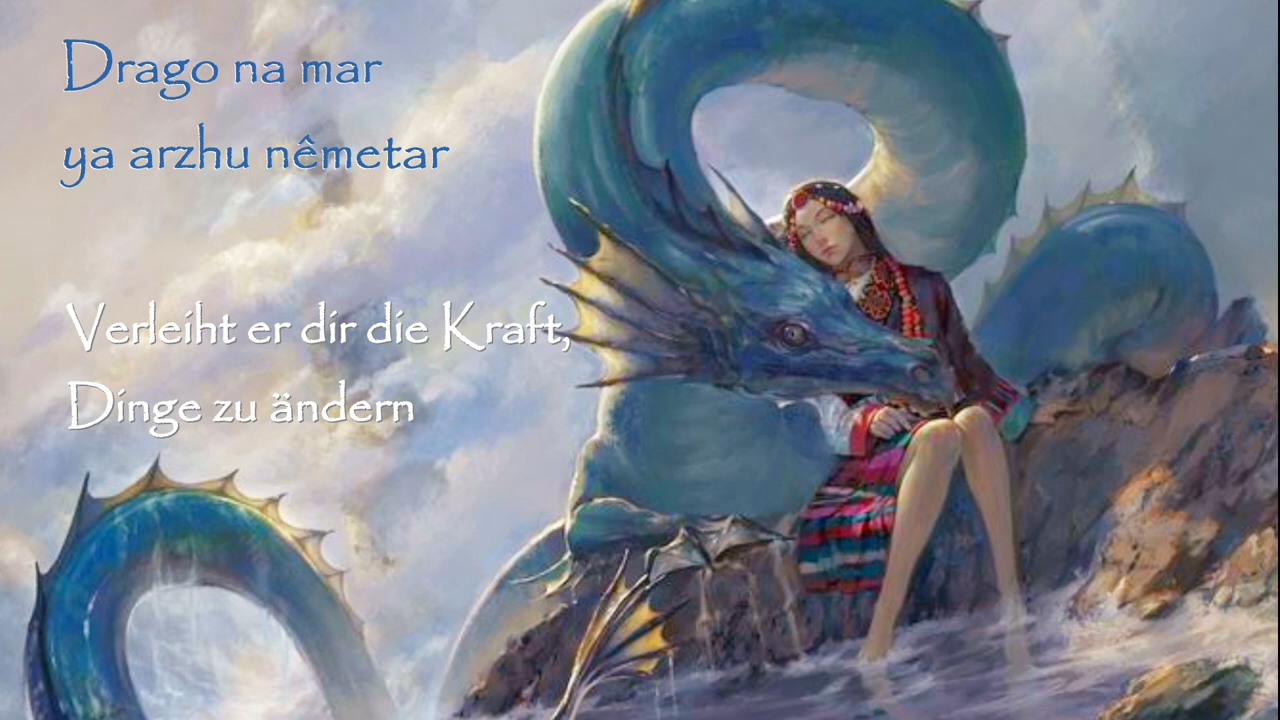 Drago na mar
ya arzhu nêmetar
Verleiht er dir die Kraft,
Dinge zu ändern